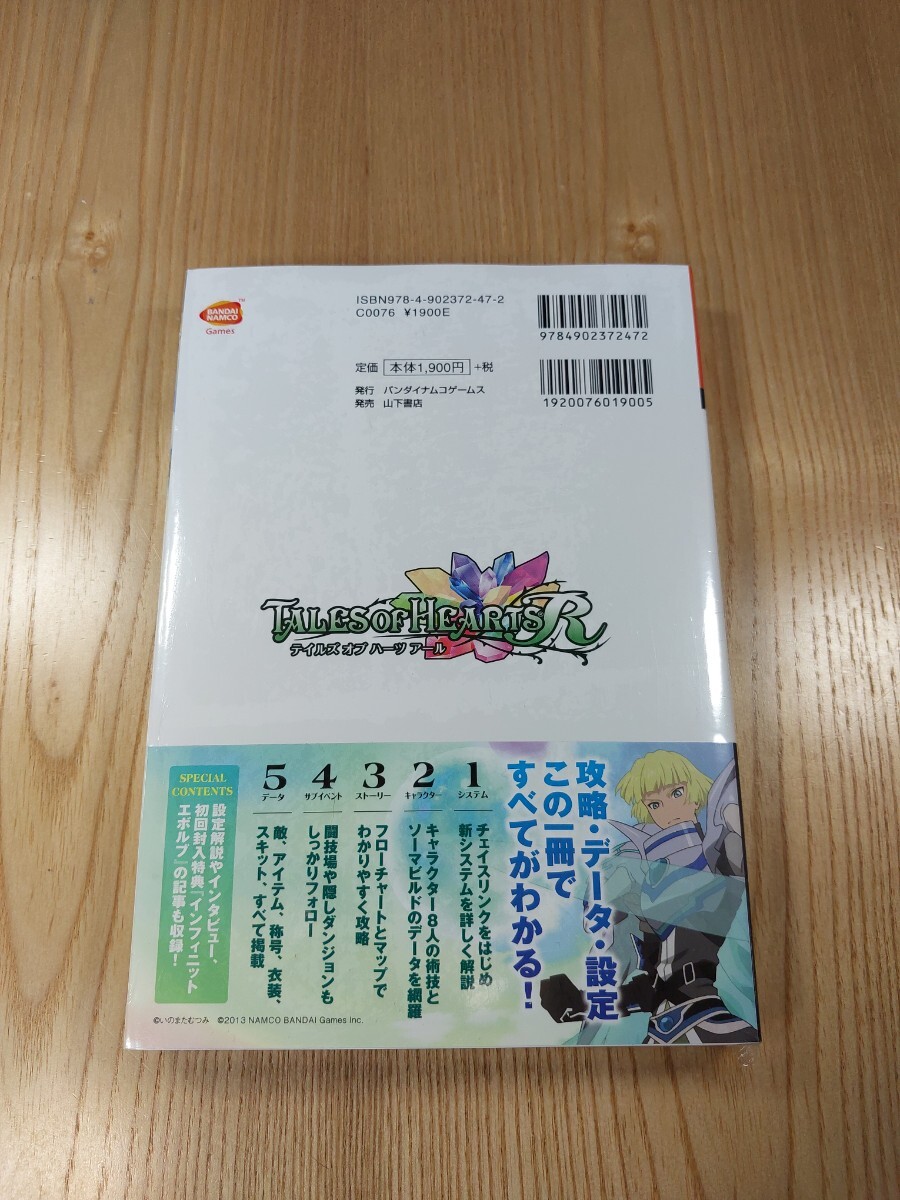 BANDAI
NAMCO
Games
TM
ISBN978-4-902372-47-2
C0076 ¥1900E
9784902372472
定価 本体1,900円 +税
発行 バンダイナムコゲームス
発売 山下書店
1920076019005
TALES OF HEARTS R
テイルズ オブ ハーツ アール
攻略・データ・設定
この一冊で
すべてがわかる!
1
システム
チェイスリンクをはじめ
新システムを詳しく解説
2
キャラクター
キャラクター8人の術技と
ソーマビルドのデータを網羅
3
ストーリー
フローチャートとマップで
わかりやすく攻略
4
サブイベント
闘技場や隠しダンジョンも
しっかりフォロー
5
データ
敵、アイテム、称号、衣装、
スキット、すべて掲載
SPECIAL
CONTENTS
設定解説やインタビュー、
初回封入特典『インフィニット
エボルブ』の記事も収録!
©いのまたむつみ ©2013 NAMCO BANDAI Games Inc.